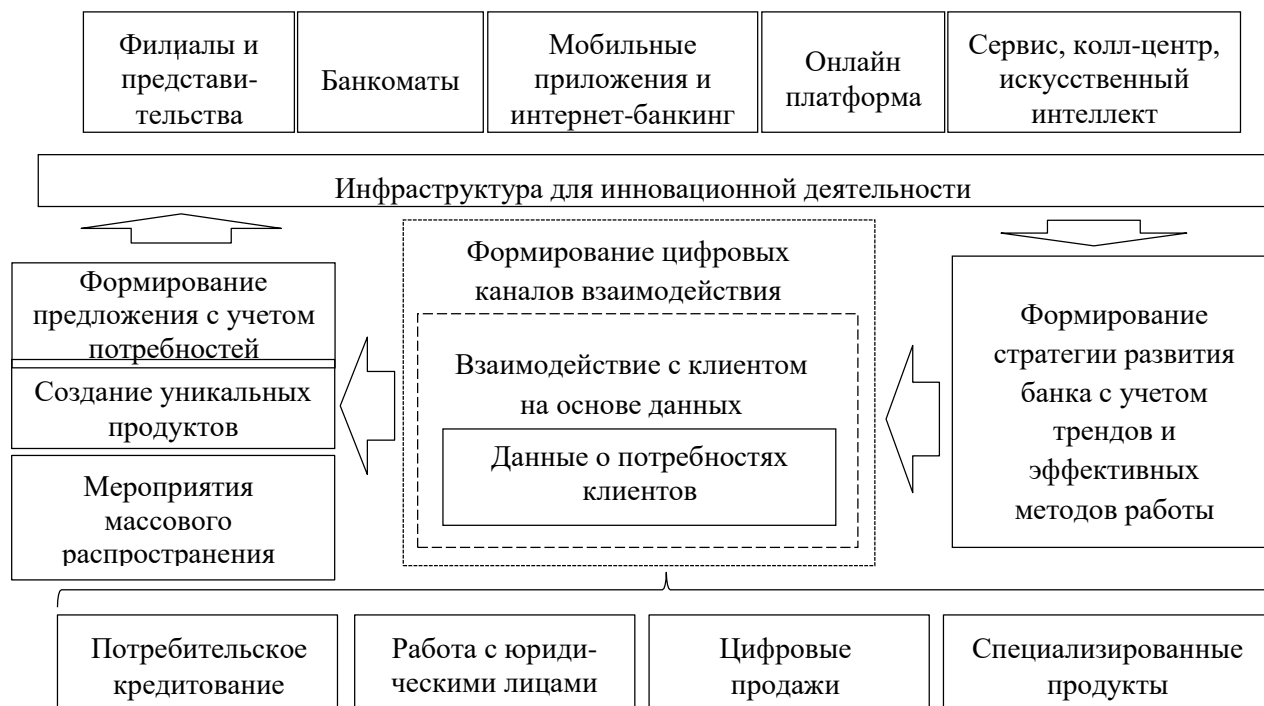 Филиалы и
представи-
тельства
Банкоматы
Мобильные
приложения и
интернет-банкинг
Онлайн
платформа
Сервис, колл-центр,
искусственный
интеллект
Инфраструктура для инновационной деятельности
Формирование
предложения с учетом
потребностей
Создание уникальных
продуктов
Мероприятия
массового
распространения
Формирование цифровых
каналов взаимодействия
Взаимодействие с клиентом
на основе данных
Данные о потребностях
клиентов
Формирование
стратегии развития
банка с учетом
трендов и
эффективных
методов работы
Потребительское
кредитование
Работа с юриди-
ческими лицами
Цифровые
продажи
Специализированные
продукты